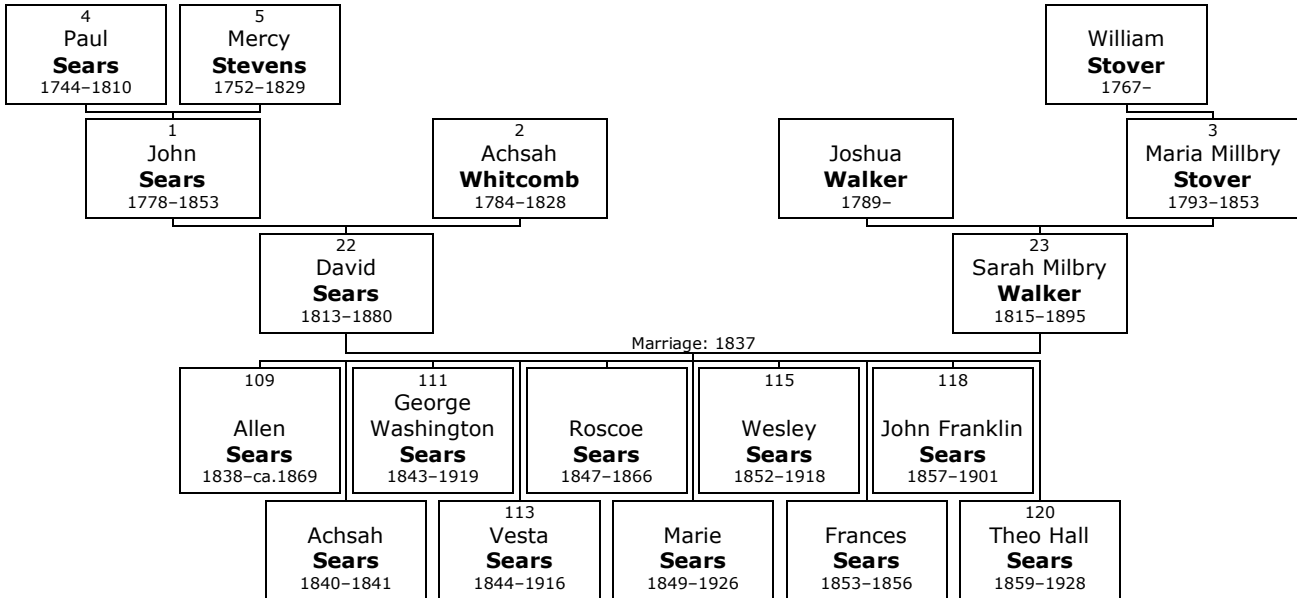 4
Paul
Sears
1744–1810
5
Mercy
Stevens
1752–1829
William
Stover
1767–
1
John
Sears
1778–1853
2
Achsah
Whitcomb
1784–1828
Joshua
Walker
1789–
3
Maria Millbry
Stover
1793–1853
22
David
Sears
1813–1880
23
Sarah Milbry
Walker
1815–1895
Marriage: 1837
109
Allen
Sears
1838–ca.1869
111
George
Washington
Sears
1843–1919
Roscoe
Sears
1847–1866
115
Wesley
Sears
1852–1918
118
John Franklin
Sears
1857–1901
Achsah
Sears
1840–1841
113
Vesta
Sears
1844–1916
Marie
Sears
1849–1926
Frances
Sears
1853–1856
120
Theo Hall
Sears
1859–1928